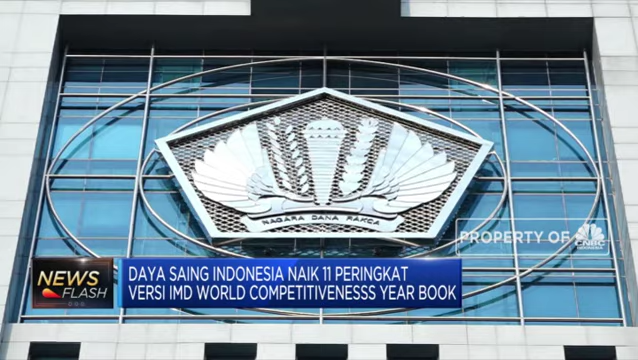 NAGARA DANA RAKCA
PROPERTY OF
CNBC
INDONESIA
NEWS
FLASH
DAYA SAING INDONESIA NAIK 11 PERINGKAT
VERSI IMD WORLD COMPETITIVENESSS YEAR BOOK